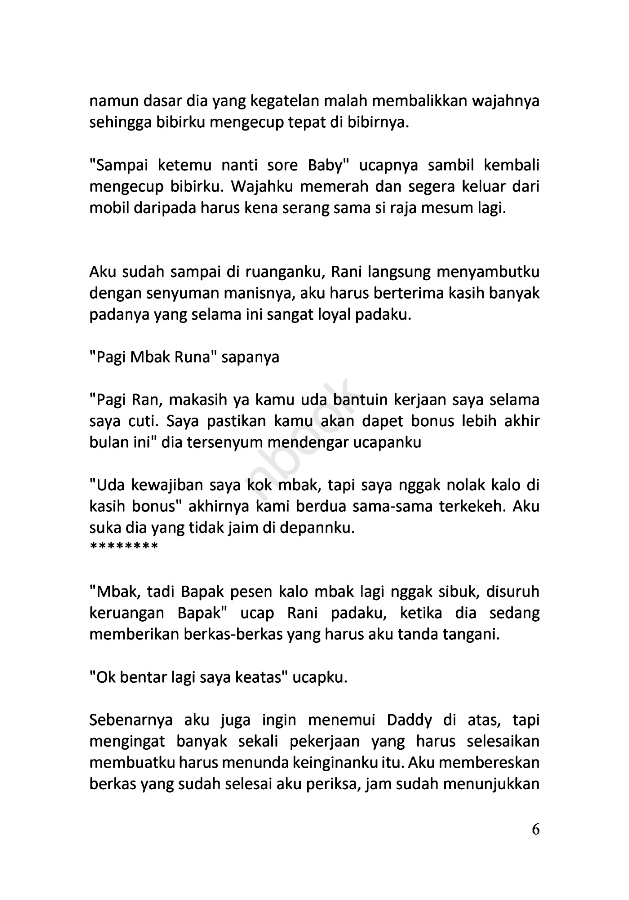 namun dasar dia yang kegatelan malah membalikkan wajahnya
sehingga bibirku mengecup tepat di bibirnya.
"Sampai ketemu nanti sore Baby" ucapnya sambil kembali
mengecup bibirku. Wajahku memerah dan segera keluar dari
mobil daripada harus kena serang sama si raja mesum lagi.
Aku sudah sampai di ruanganku, Rani langsung menyambutku
dengan senyuman manisnya, aku harus berterima kasih banyak
padanya yang selama ini sangat loyal padaku.
"Pagi Mbak Runa" sapanya
"Pagi Ran, makasih ya kamu uda bantuin kerjaan saya selama
saya cuti. Saya pastikan kamu akan dapet bonus lebih akhir
bulan ini" dia tersenyum mendengar ucapanku
"Uda kewajiban saya kok mbak, tapi saya nggak nolak kalo di
kasih bonus" akhirnya kami berdua sama-sama terkekeh. Aku
suka dia yang tidak jaim di depannku.
********
"Mbak, tadi Bapak pesen kalo mbak lagi nggak sibuk, disuruh
keruangan Bapak" ucap Rani padaku, ketika dia sedang
memberikan berkas-berkas yang harus aku tanda tangani.
"Ok bentar lagi saya keatas" ucapku.
Sebenarnya aku juga ingin menemui Daddy di atas, tapi
mengingat banyak sekali pekerjaan yang harus selesaikan
membuatku harus menunda keinginanku itu. Aku membereskan
berkas yang sudah selesai aku periksa, jam sudah menunjukkan
6
nbook